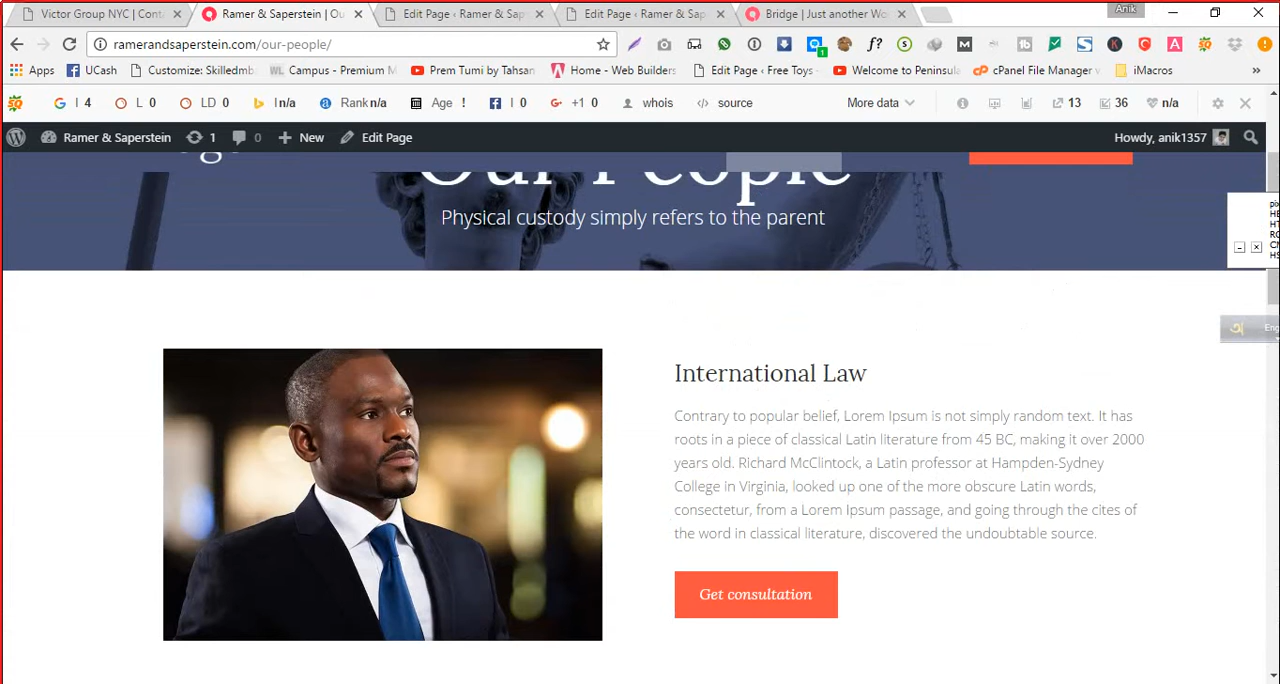 Victor Group NYC | Cont
Ramer & Saperstein | Ou
Edit Page ‹ Ramer & Sap
Edit Page ‹ Ramer & Sap
Bridge | Just another Wo
Anik
ramerandsaperstein.com/our-people/
Apps
UCash
Customize: Skilledmb
Campus - Premium M
Prem Tumi by Tahsan
Home - Web Builders
Edit Page ‹ Free Toys -
Welcome to Peninsula
cPanel File Manager v
iMacros
»
I 4
L 0
LD 0
I n/a
Rank n/a
Age !
I 0
+1 0
whois
source
More data
13
36
n/a
Ramer & Saperstein
1
0
New
Edit Page
Howdy, anik1357
Our People
Physical custody simply refers to the parent
International Law
Contrary to popular belief, Lorem Ipsum is not simply random text. It has
roots in a piece of classical Latin literature from 45 BC, making it over 2000
years old. Richard McClintock, a Latin professor at Hampden-Sydney
College in Virginia, looked up one of the more obscure Latin words,
consectetur, from a Lorem Ipsum passage, and going through the cites of
the word in classical literature, discovered the undoubtable source.
Get consultation